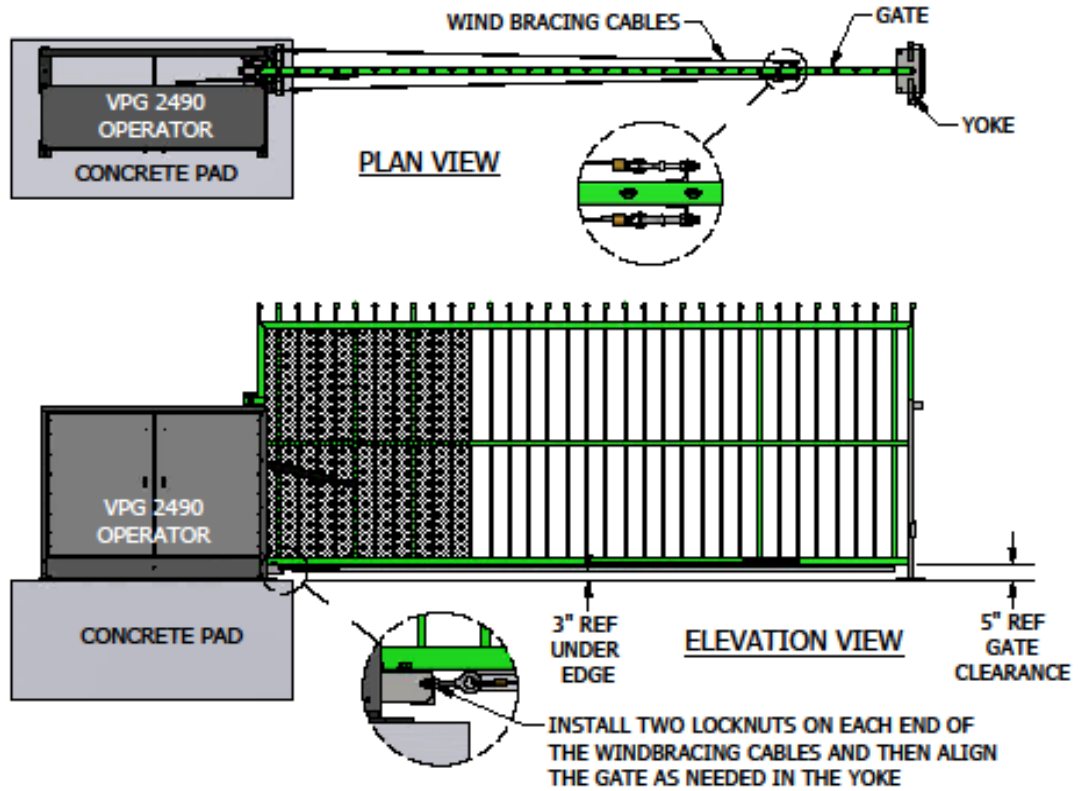 WIND BRACING CABLES
GATE
VPG 2490
OPERATOR
YOKE
CONCRETE PAD
PLAN VIEW
VPG 2490
OPERATOR
CONCRETE PAD
3" REF
UNDER
EDGE
ELEVATION VIEW
5" REF
GATE
CLEARANCE
INSTALL TWO LOCKNUTS ON EACH END OF
THE WINDBRACING CABLES AND THEN ALIGN
THE GATE AS NEEDED IN THE YOKE